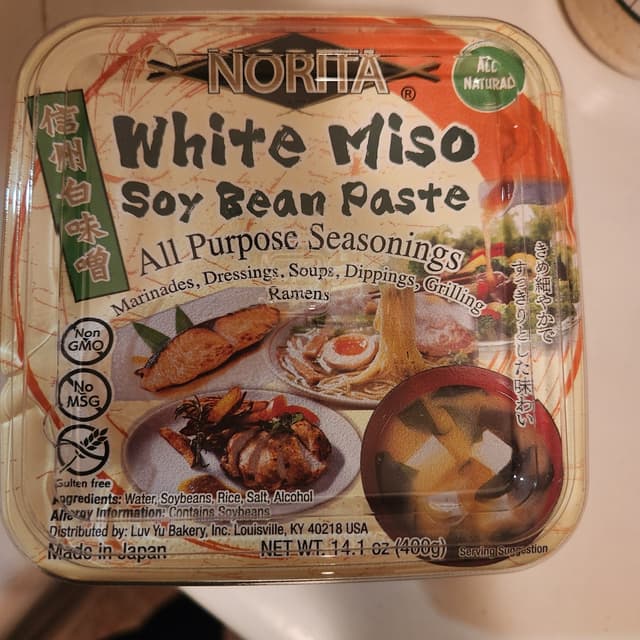 NORITA ®
ALL
NATURAL
White Miso
Soy Bean Paste
All Purpose Seasonings
Marinades, Dressings, Soups, Dippings, Grilling
Ramens
信州白味噌
きめ細やかで
すっきりとした味わい
Non
GMO
No
MSG
Gluten free
Ingredients: Water, Soybeans, Rice, Salt, Alcohol
Allergy Information: Contains Soybeans
Distributed by: Luv Yu Bakery, Inc. Louisville, KY 40218 USA
Made in Japan
NET WT. 14.1 oz (400g)
Serving Suggestion